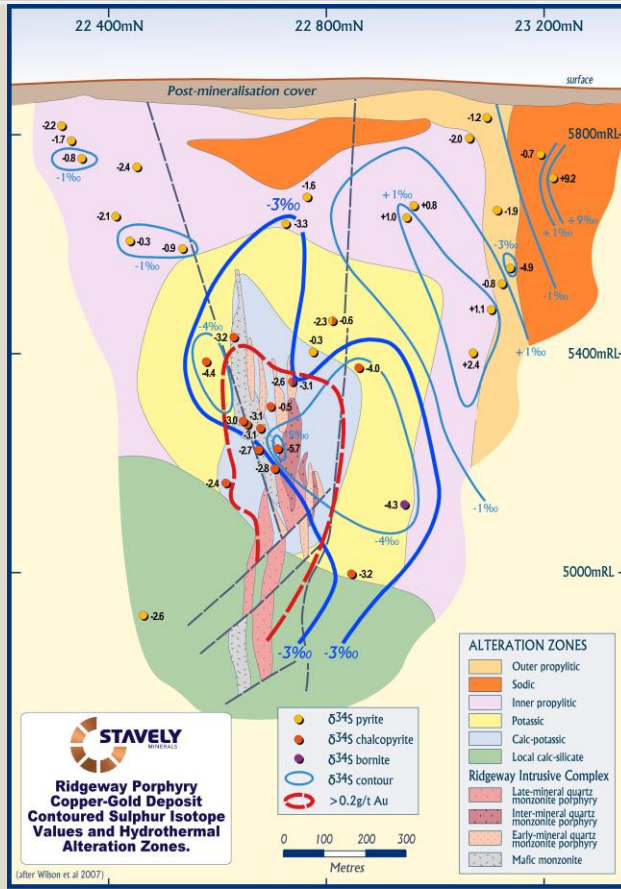 22 400mN
22 800mN
23 200mN
surface
Post-mineralisation cover
5800mRL
-2.2
-1.7
-0.8
-1‰
-2.4
-1.2
-2.0
-0.7
+9.2
+9‰
+1‰
-1.6
-3‰
-3.3
+1‰
+0.8
+1.0
-1.9
-2.1
-0.3
-0.9
-1‰
-3‰
-4.9
-0.8
-1‰
+1.1
+1‰
-2.3
-0.6
-0.3
-4‰
-3.2
-4.4
5400mRL
+2.4
-4.0
-2.6
-3.1
-0.5
-3.0
-3.1
-3.1
-5‰
-5.7
-2.7
-2.8
-2.4
-4.3
-1‰
-4‰
5000mRL
-3.2
-2.6
-3‰
-3‰
STAVELY
MINERALS
Ridgeway Porphyry
Copper-Gold Deposit
Contoured Sulphur Isotope
Values and Hydrothermal
Alteration Zones.
(after Wilson et al 2007)
δ34S pyrite
δ34S chalcopyrite
δ34S bornite
δ34S contour
>0.2g/t Au
0 100 200 300
Metres
ALTERATION ZONES
Outer propylitic
Sodic
Inner propylitic
Potassic
Calc-potassic
Local calc-silicate
Ridgeway Intrusive Complex
Late-mineral quartz
monzonite porphyry
Inter-mineral quartz
monzonite porphyry
Early-mineral quartz
monzonite porphyry
Mafic monzonite